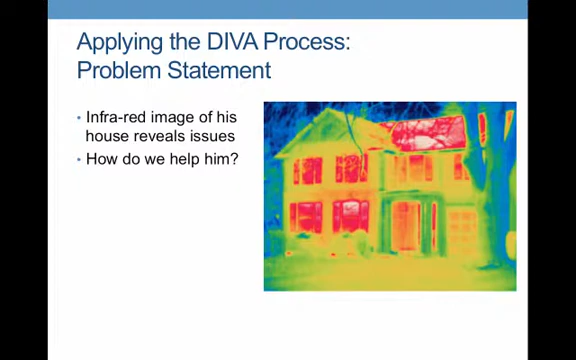 Applying the DIVA Process:
Problem Statement
• Infra-red image of his
house reveals issues
• How do we help him?